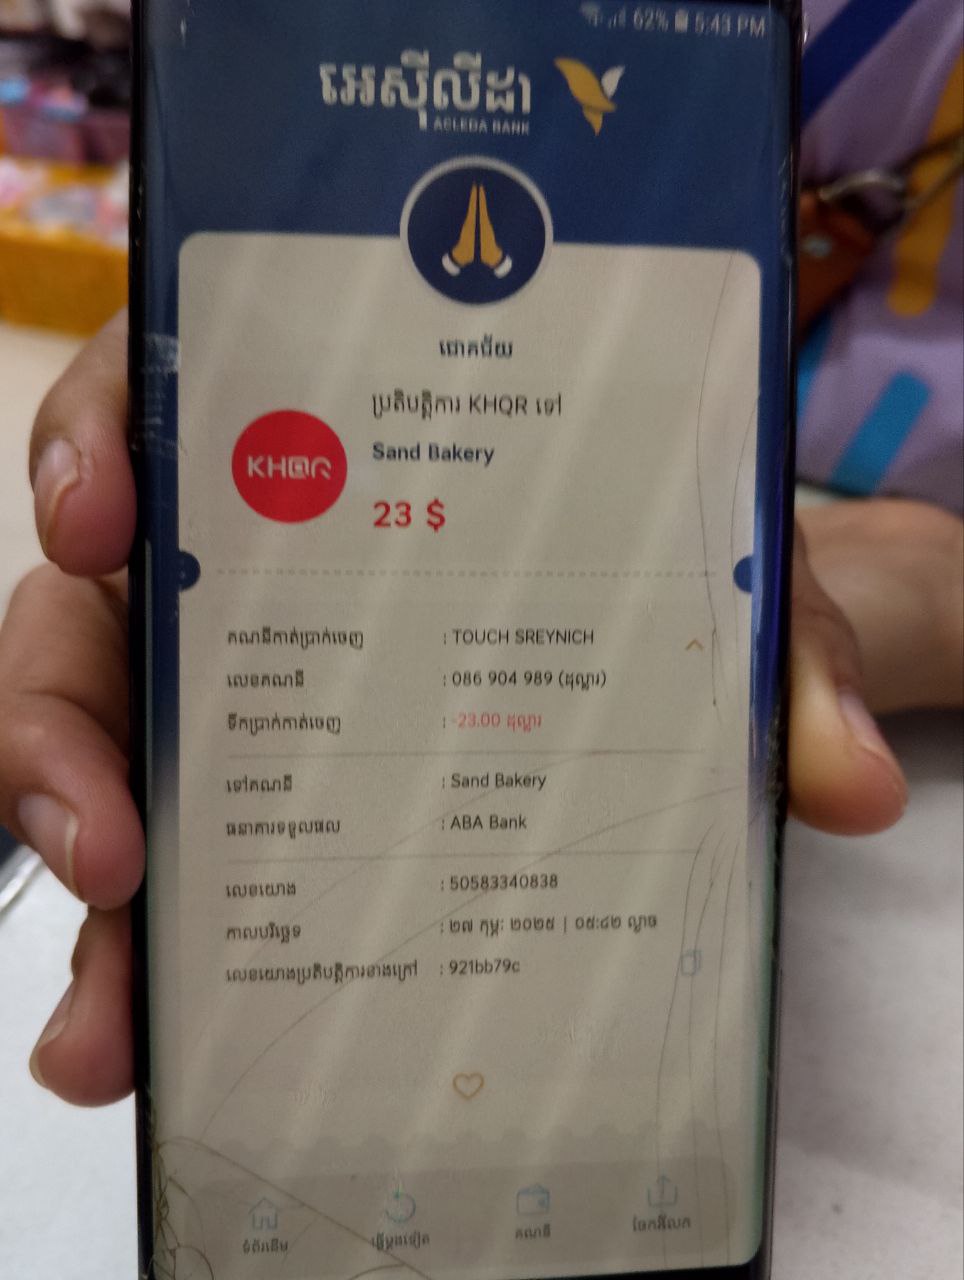 62% 5:43 PM
អេស៊ីលីដា
ACLEDA BANK
ជោគជ័យ
ប្រតិបត្តិការ KHQR ទៅ
KHQR
Sand Bakery
23 $
គណនីកាត់ប្រាក់ចេញ : TOUCH SREYNICH
លេខគណនី : 086 904 989 (ដុល្លារ)
ទឹកប្រាក់កាត់ចេញ : -23.00 ដុល្លារ
ទៅគណនី : Sand Bakery
ធនាគារទទួលផល : ABA Bank
លេខយោង : 50583340838
កាលបរិច្ឆេទ : ២៧ កុម្ភៈ ២០២៥ | ០៥:៤២ ល្ងាច
លេខយោងប្រតិបត្តិការខាងក្រៅ : 921bb79c
ទំព័រដើម ធ្វើម្តងទៀត គណនី ចែករំលែក